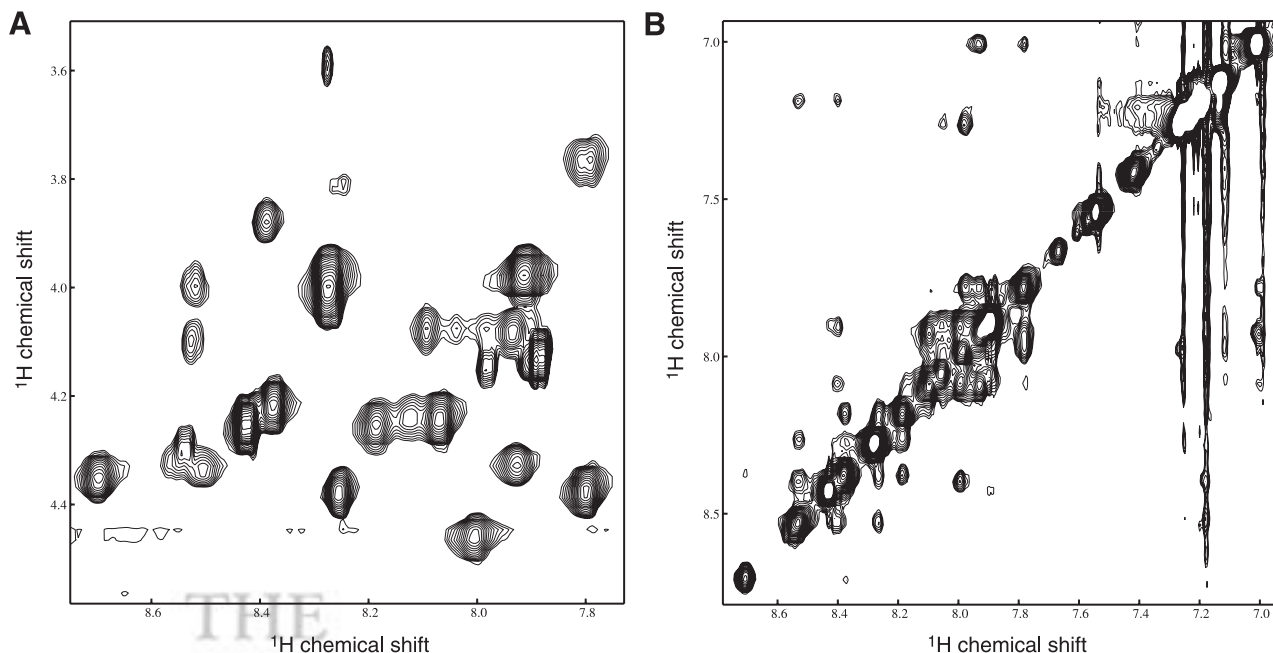 A
B
3.6
3.8
4.0
4.2
4.4
¹H chemical shift
8.6 8.4 8.2 8.0 7.8
¹H chemical shift
THE
7.0
7.5
8.0
8.5
¹H chemical shift
8.6 8.4 8.2 8.0 7.8 7.6 7.4 7.2 7.0
¹H chemical shift